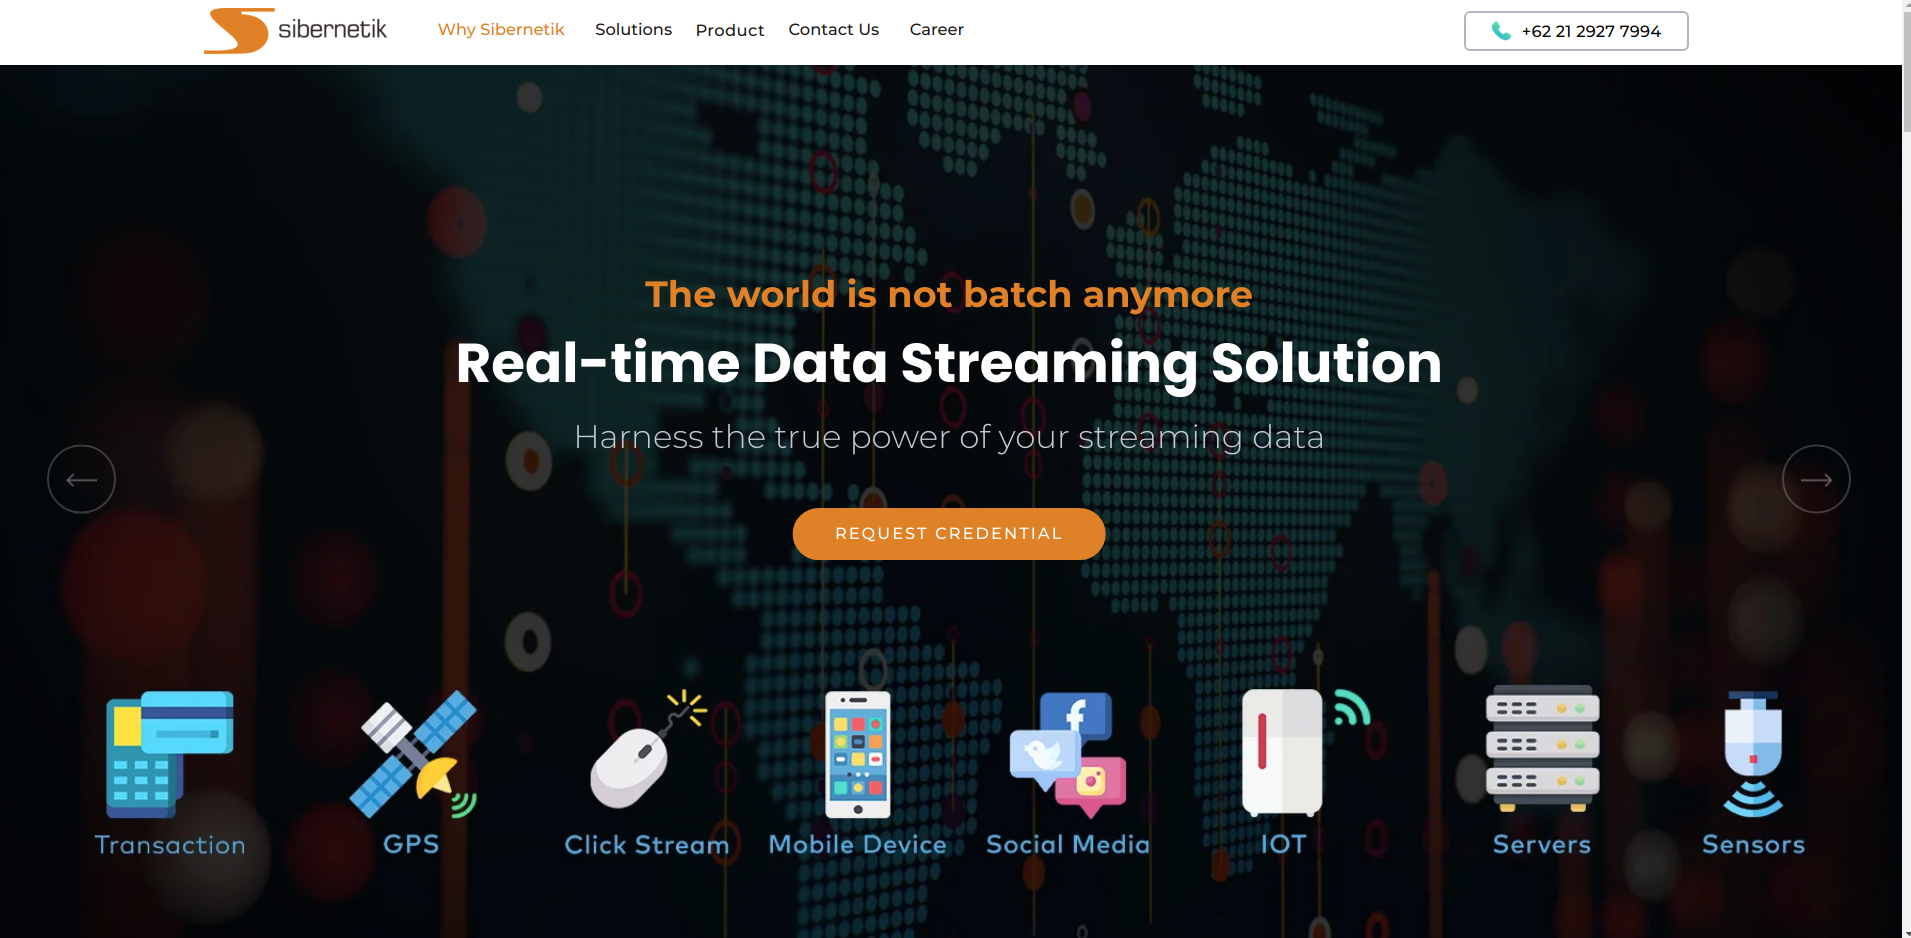 sibernetik
Why Sibernetik
Solutions
Product
Contact Us
Career
+62 21 2927 7994
The world is not batch anymore
Real-time Data Streaming Solution
Harness the true power of your streaming data
REQUEST CREDENTIAL
Transaction
GPS
Click Stream
Mobile Device
Social Media
IOT
Servers
Sensors